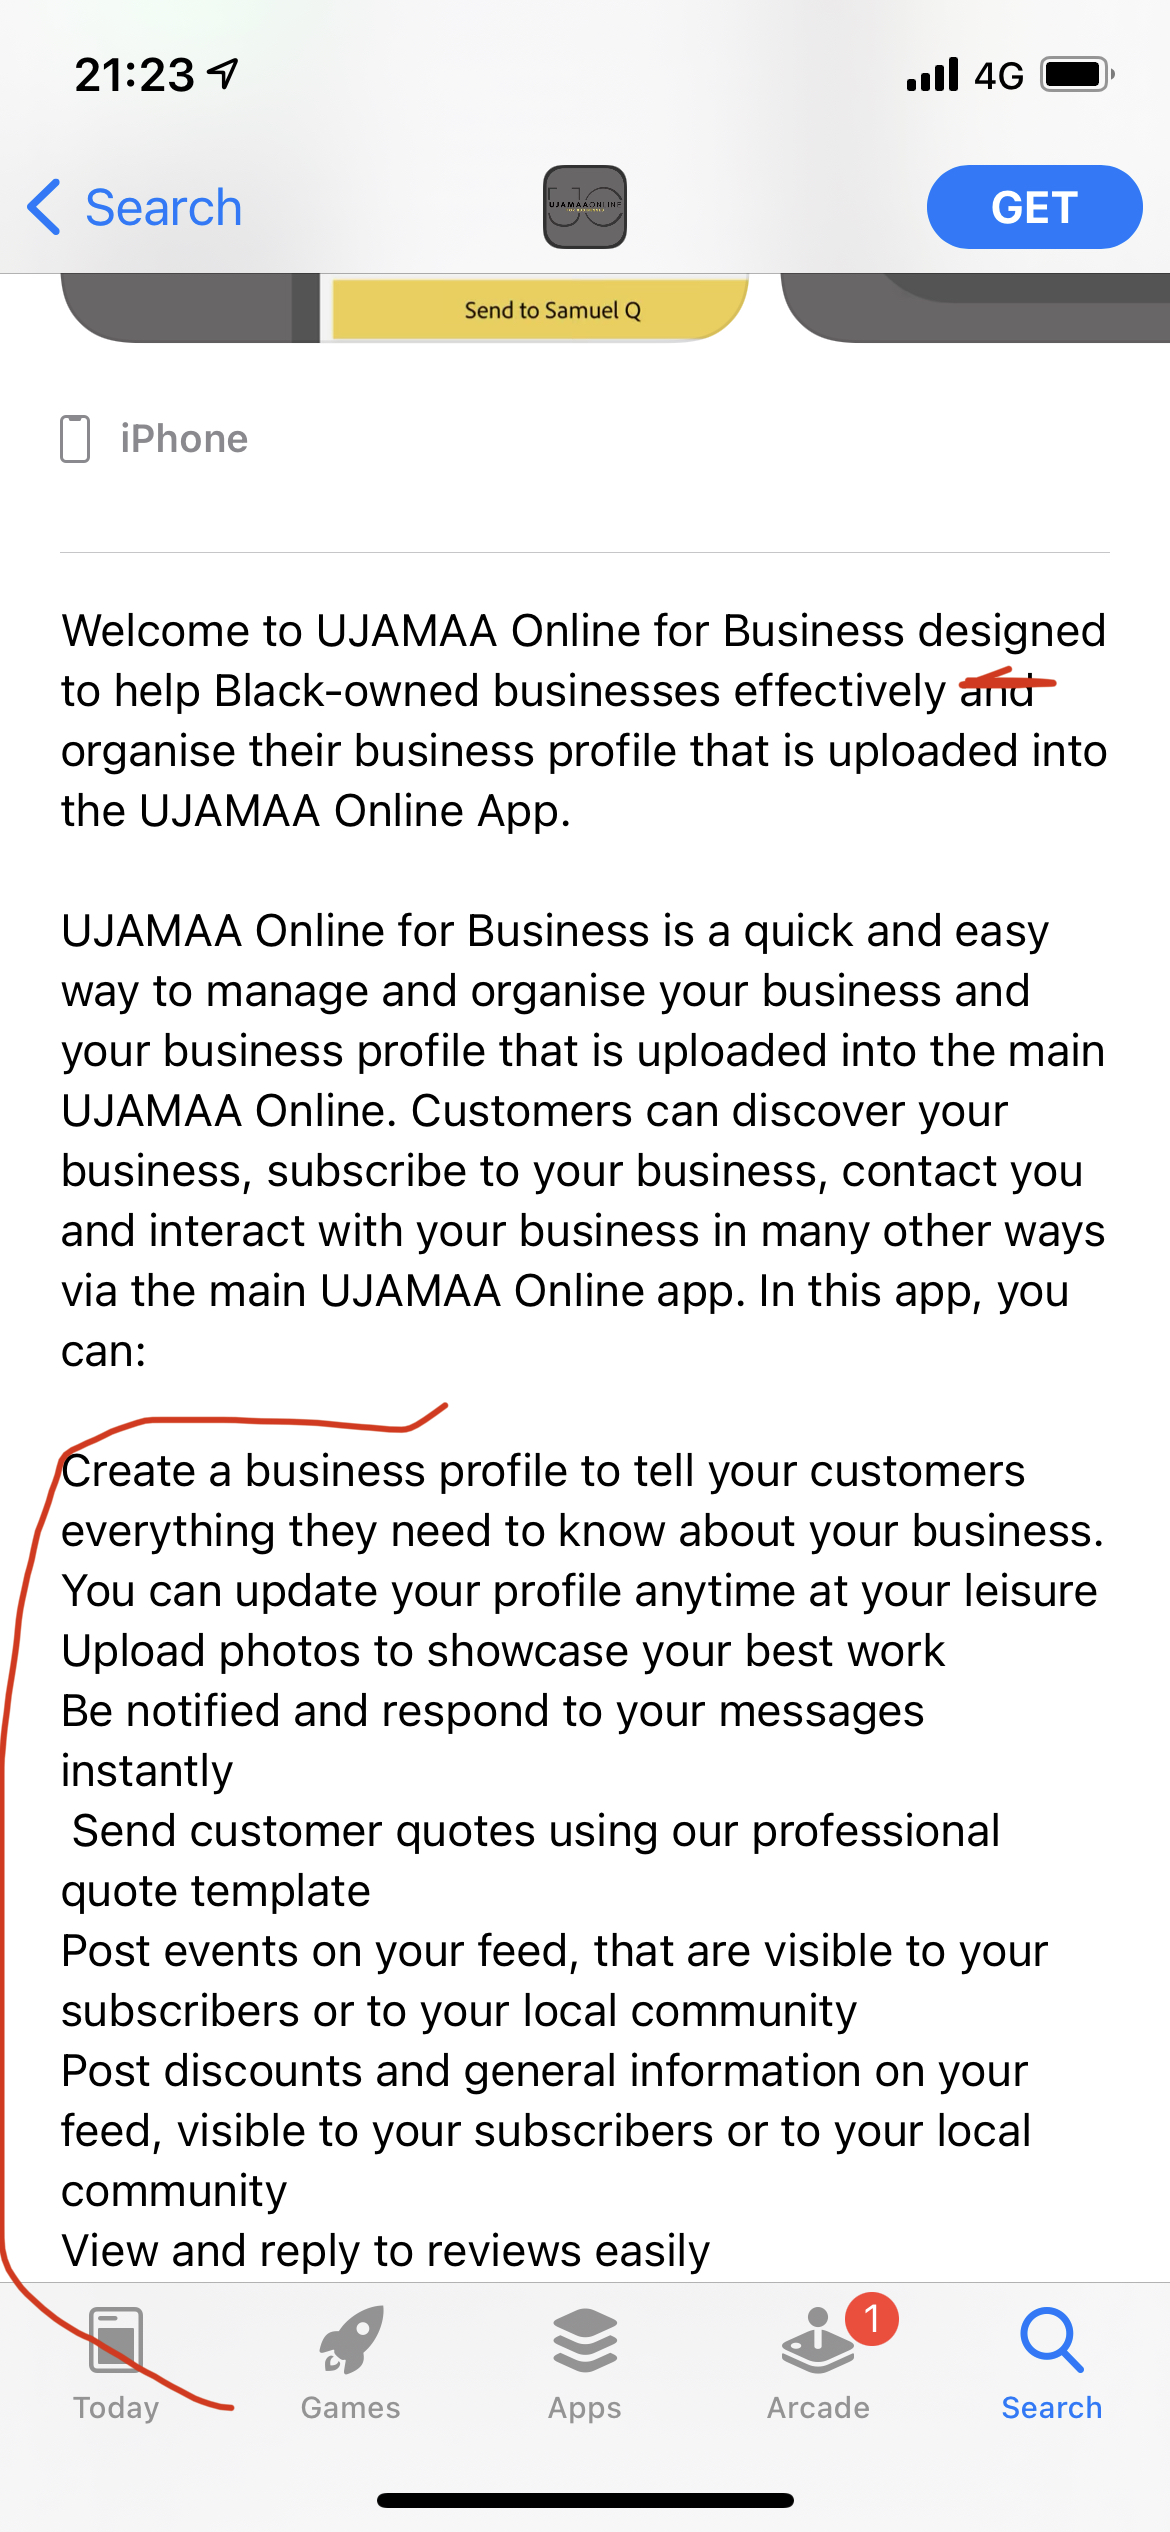 21:23
4G
Search
UJAMAAONLINE
GET
Send to Samuel Q
iPhone
Welcome to UJAMAA Online for Business designed
to help Black-owned businesses effectively and
organise their business profile that is uploaded into
the UJAMAA Online App.
UJAMAA Online for Business is a quick and easy
way to manage and organise your business and
your business profile that is uploaded into the main
UJAMAA Online. Customers can discover your
business, subscribe to your business, contact you
and interact with your business in many other ways
via the main UJAMAA Online app. In this app, you
can:
Create a business profile to tell your customers
everything they need to know about your business.
You can update your profile anytime at your leisure
Upload photos to showcase your best work
Be notified and respond to your messages
instantly
Send customer quotes using our professional
quote template
Post events on your feed, that are visible to your
subscribers or to your local community
Post discounts and general information on your
feed, visible to your subscribers or to your local
community
View and reply to reviews easily
1
Today
Games
Apps
Arcade
Search